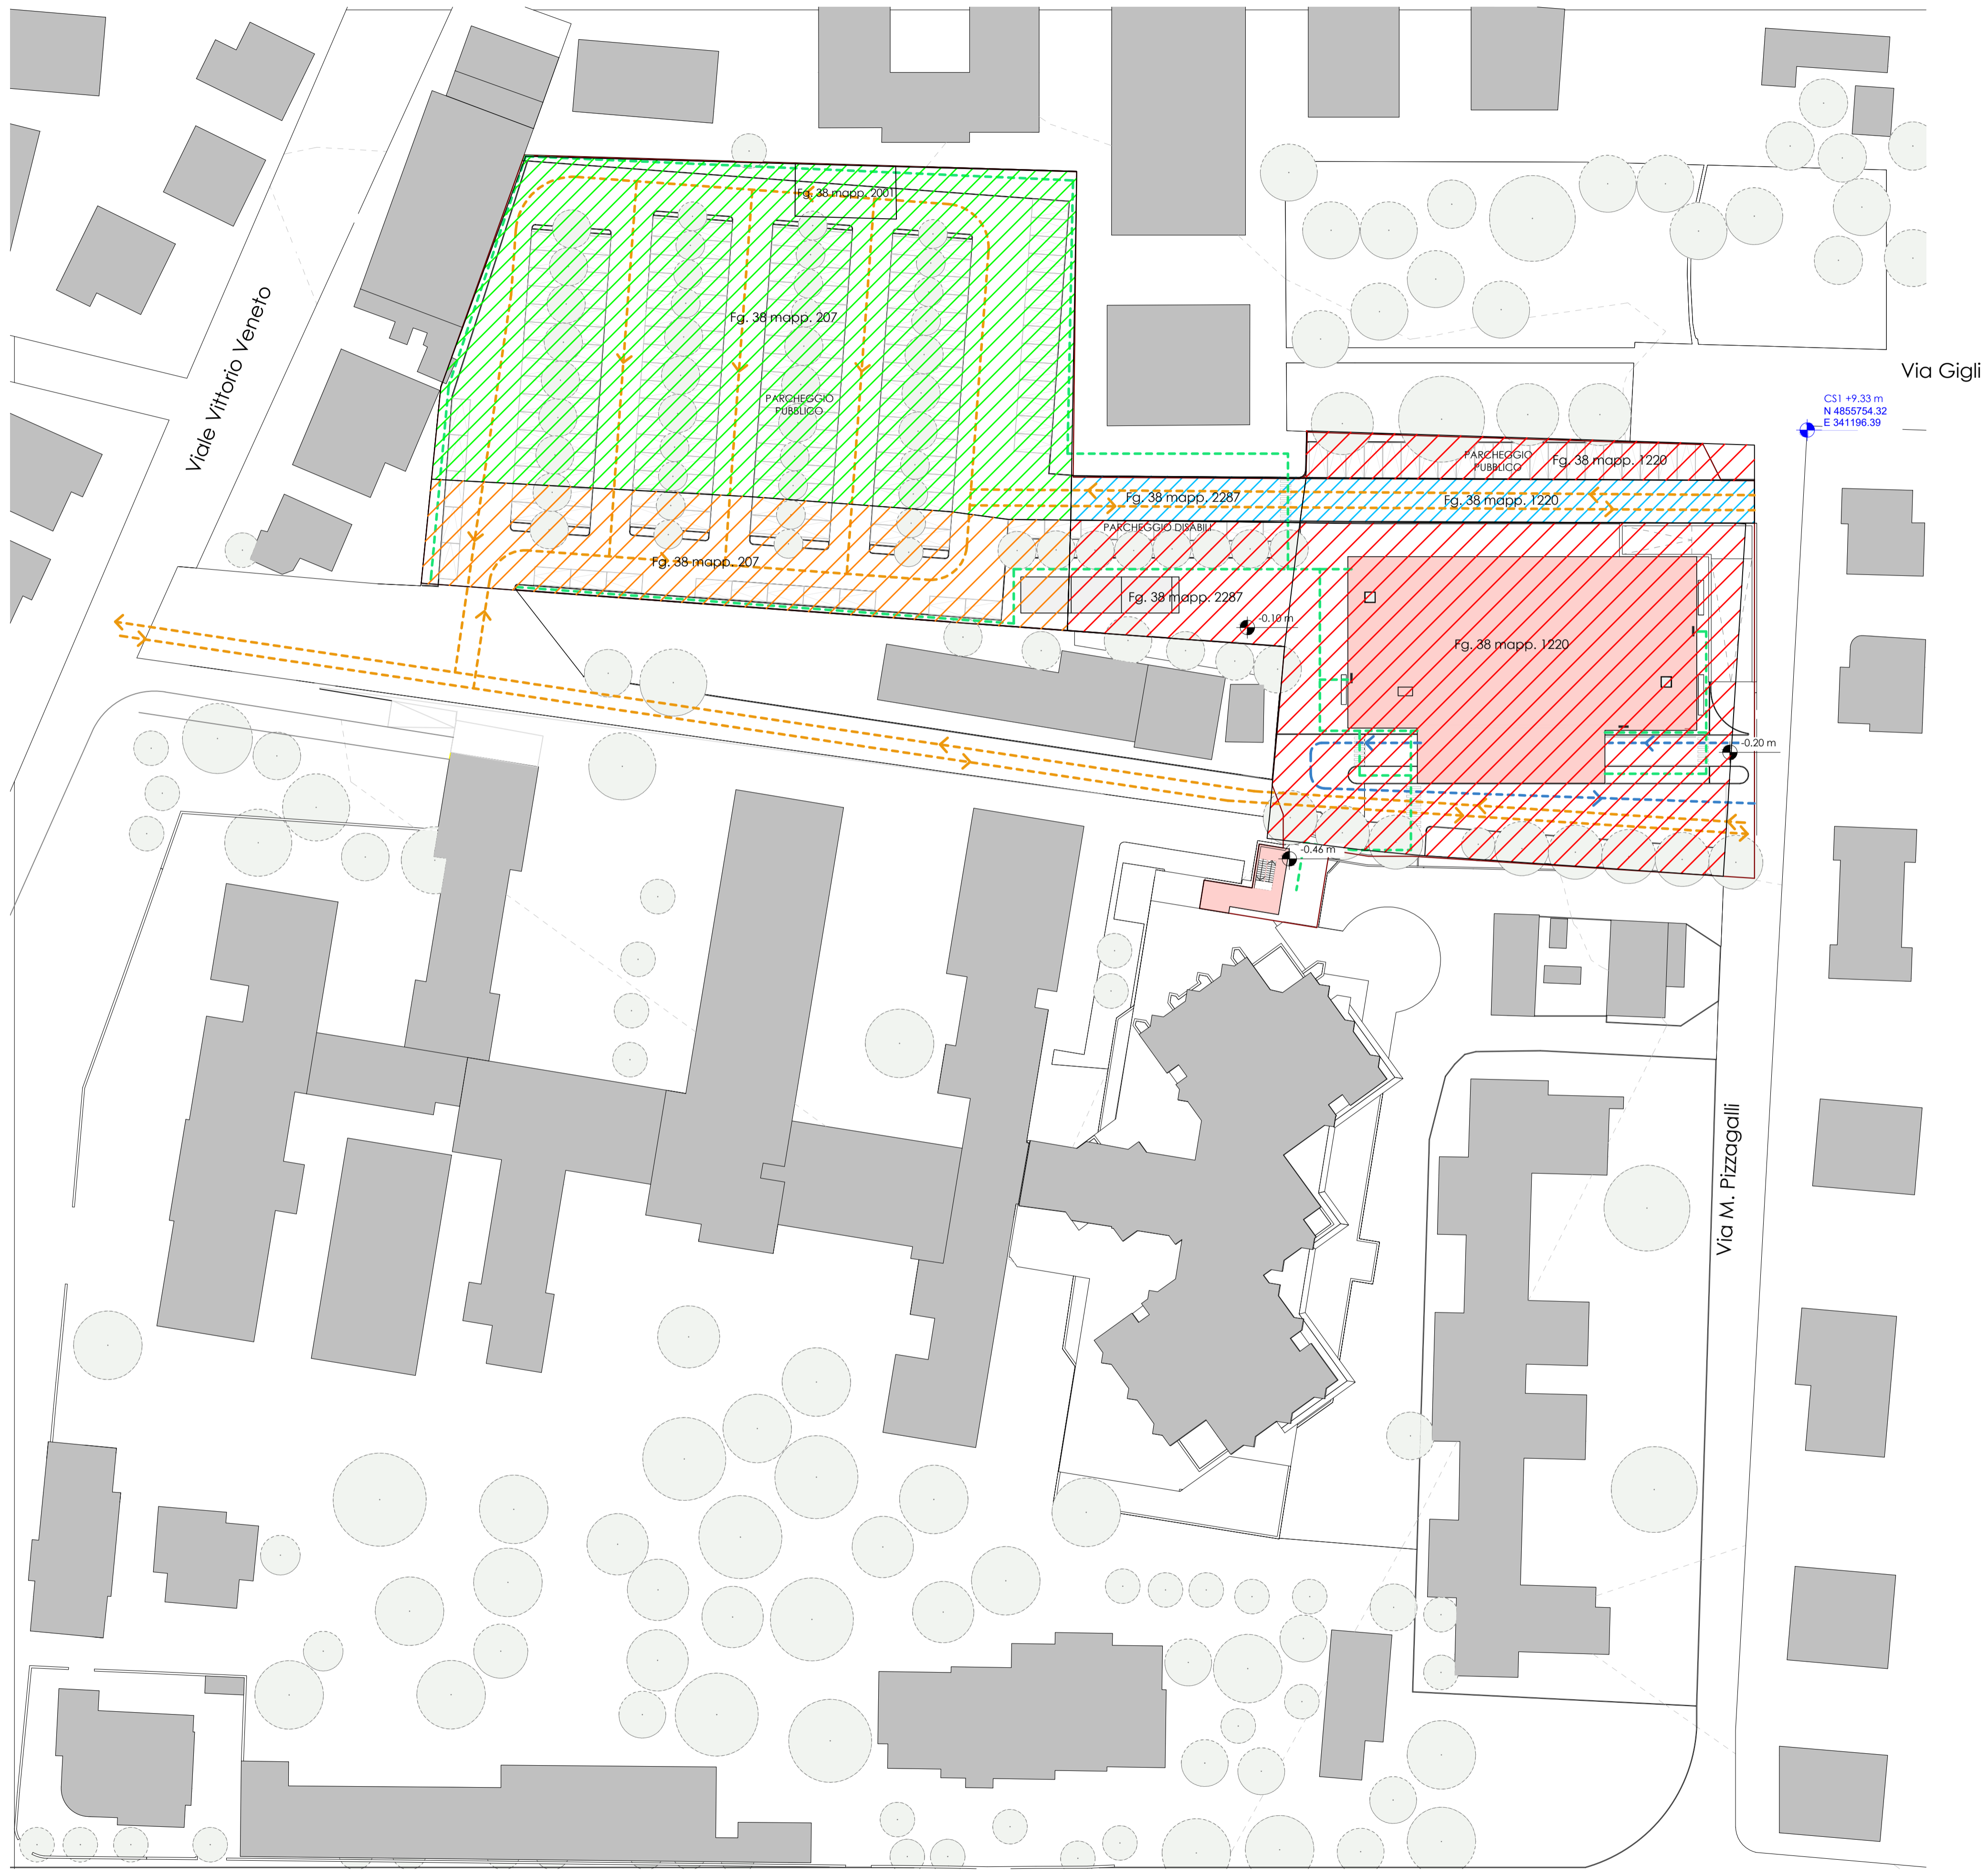 Fg. 38 mapp. 2001
Viale Vittorio Veneto
Fg. 38 mapp. 207
Via Gigli
PARCHEGGIO
PUBBLICO
CS1 +9.33 m
N 4855754.32
E 341196.39
PARCHEGGIO
PUBBLICO
Fg. 38 mapp. 1220
Fg. 38 mapp. 2287
Fg. 38 mapp. 1220
PARCHEGGIO DISABILI
Fg. 38 mapp. 207
Fg. 38 mapp. 2287
-0.10 m
Fg. 38 mapp. 1220
-0.20 m
-0.46 m
Via M. Pizzagalli